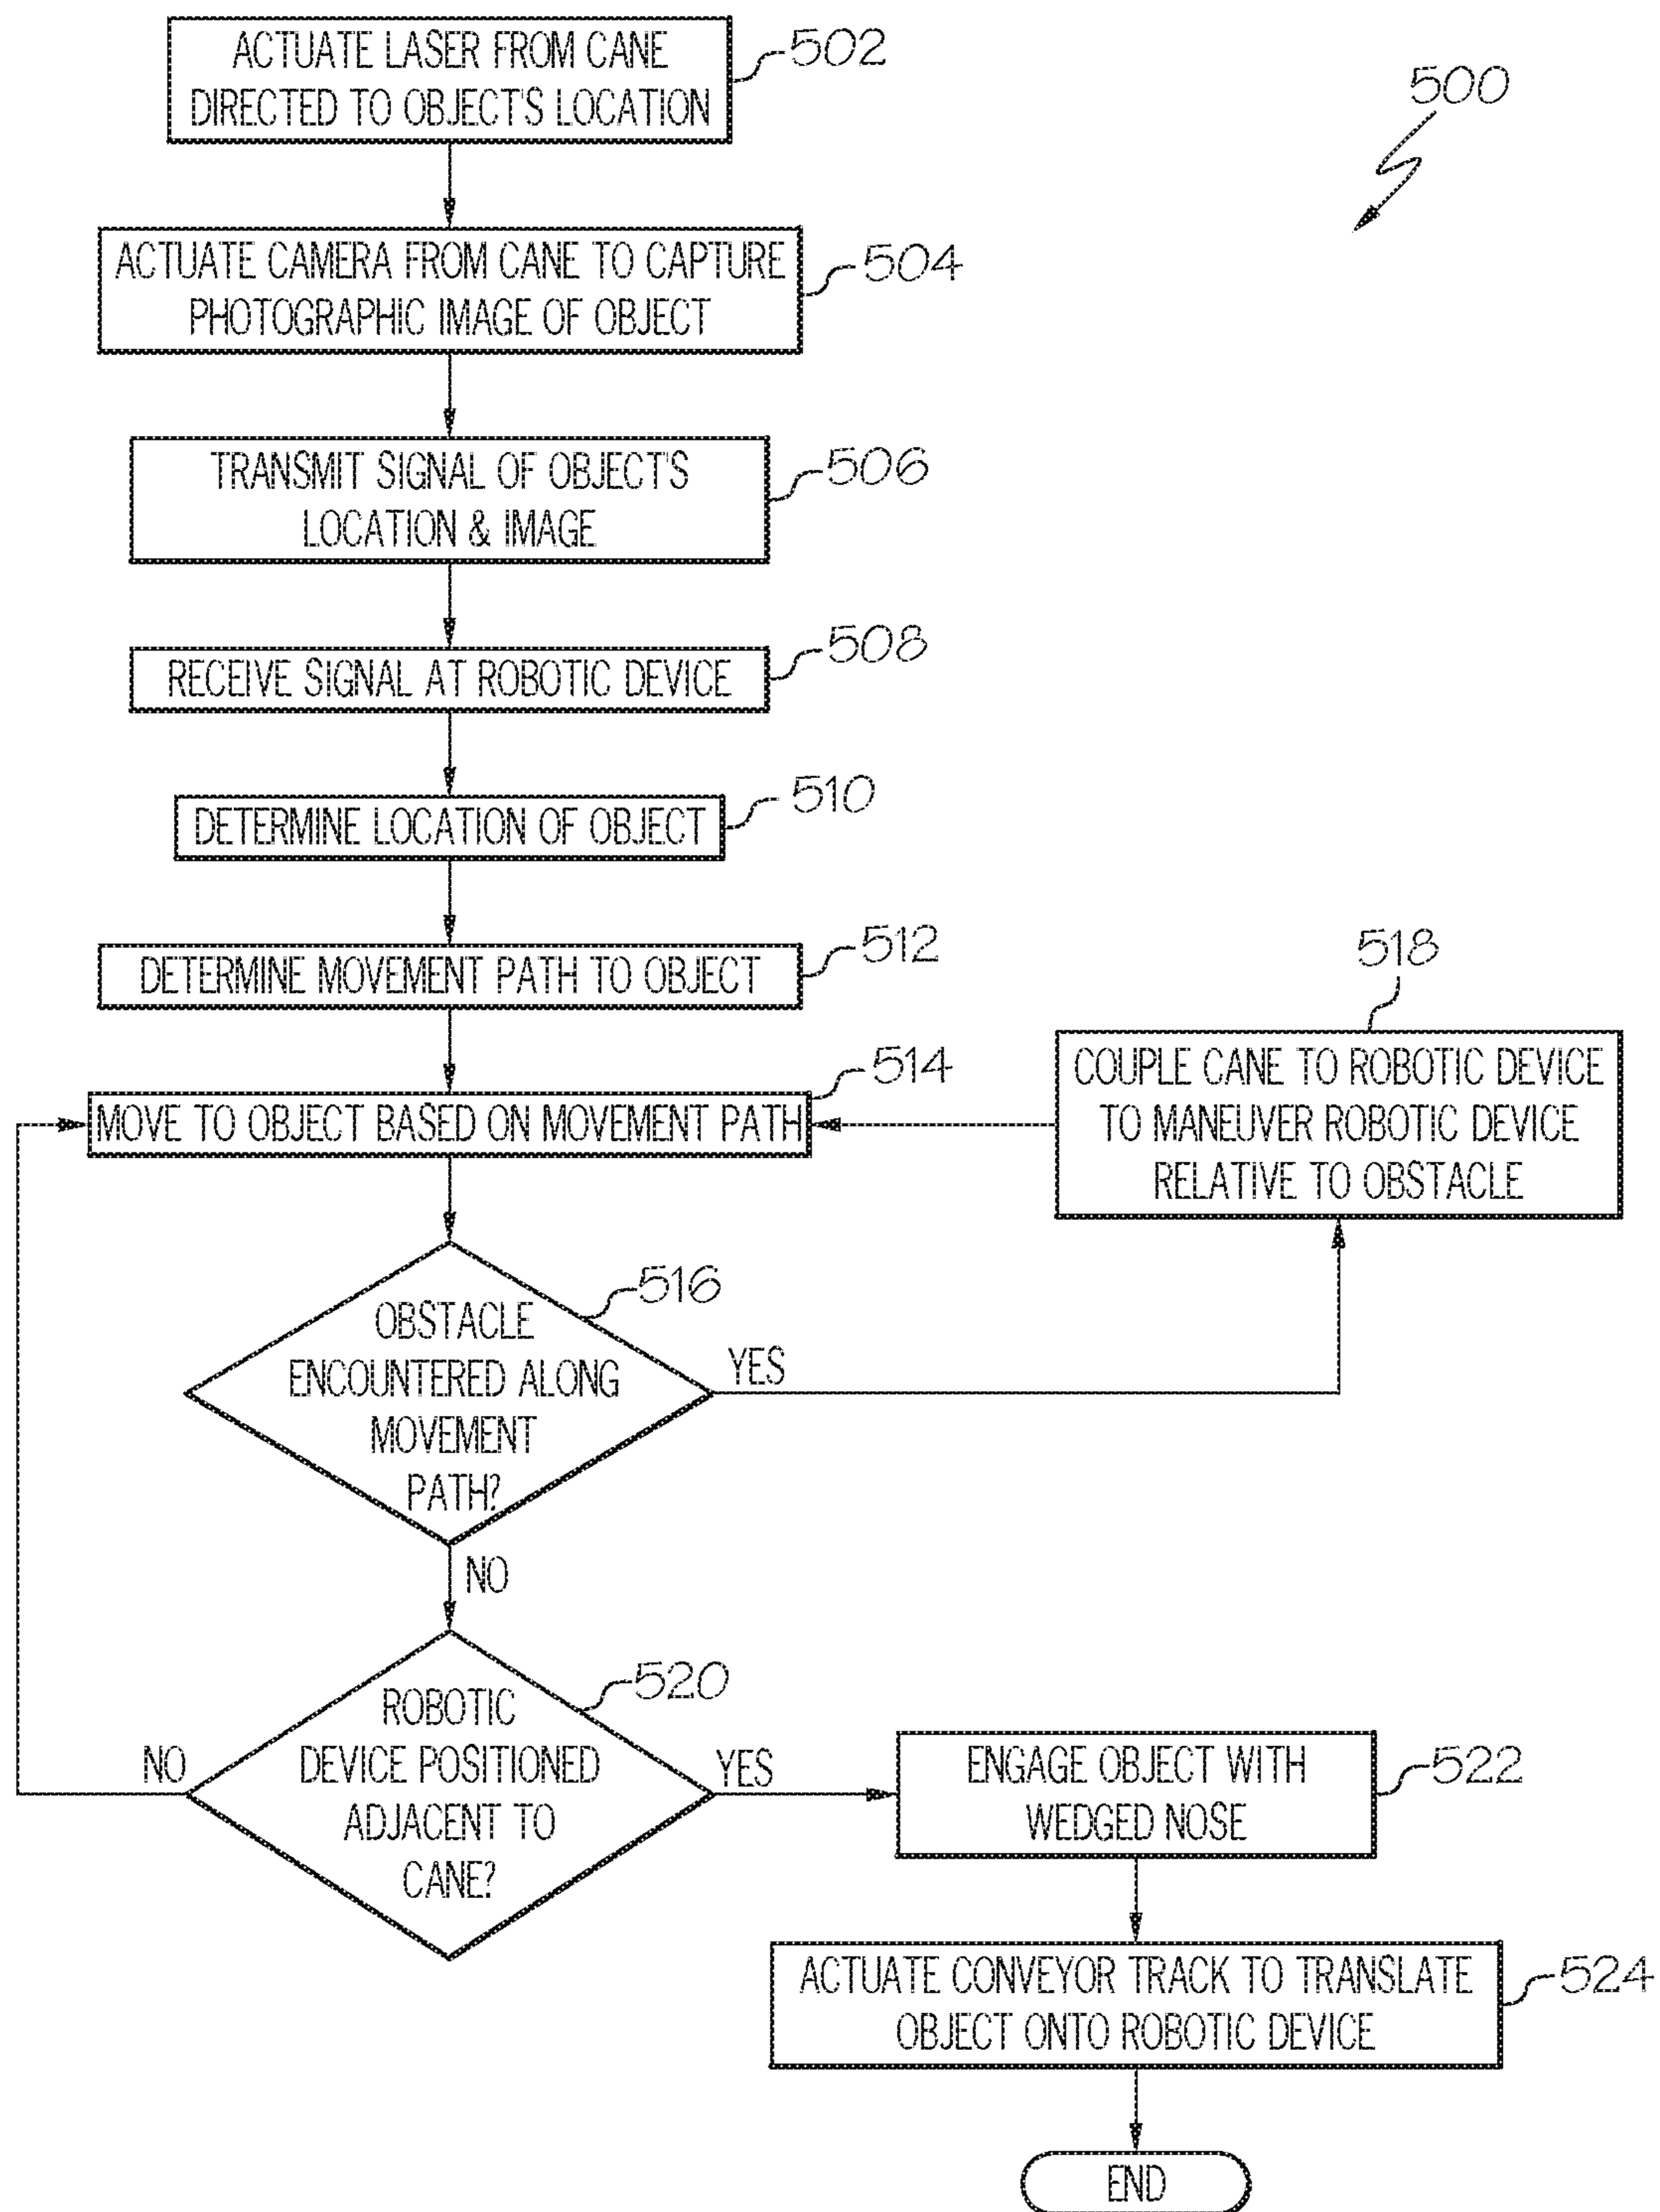 ACTUATE LASER FROM CANE
DIRECTED TO OBJECT'S LOCATION
502
500
ACTUATE CAMERA FROM CANE TO CAPTURE
PHOTOGRAPHIC IMAGE OF OBJECT
504
TRANSMIT SIGNAL OF OBJECT'S
LOCATION & IMAGE
506
RECEIVE SIGNAL AT ROBOTIC DEVICE
508
DETERMINE LOCATION OF OBJECT
510
DETERMINE MOVEMENT PATH TO OBJECT
512
MOVE TO OBJECT BASED ON MOVEMENT PATH
514
518
COUPLE CANE TO ROBOTIC DEVICE
TO MANEUVER ROBOTIC DEVICE
RELATIVE TO OBSTACLE
OBSTACLE
ENCOUNTERED ALONG
MOVEMENT
PATH?
516
YES
NO
ROBOTIC
DEVICE POSITIONED
ADJACENT TO
CANE?
520
NO
YES
ENGAGE OBJECT WITH
WEDGED NOSE
522
ACTUATE CONVEYOR TRACK TO TRANSLATE
OBJECT ONTO ROBOTIC DEVICE
524
END